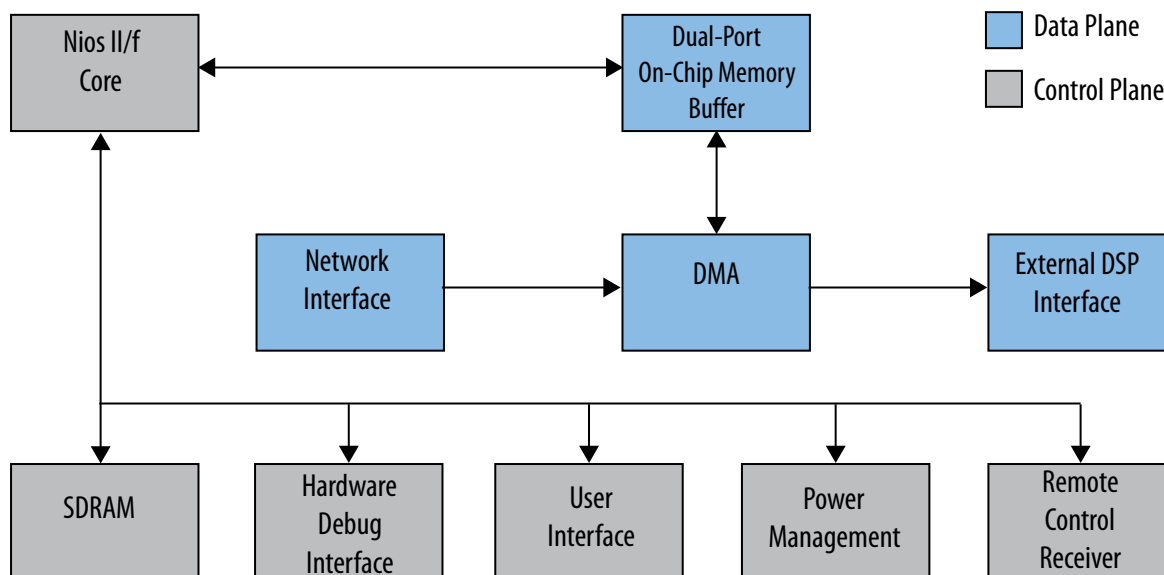 Nios II/f
Core
Dual-Port
On-Chip Memory
Buffer
Data Plane
Control Plane
Network
Interface
DMA
External DSP
Interface
SDRAM
Hardware
Debug
Interface
User
Interface
Power
Management
Remote
Control
Receiver